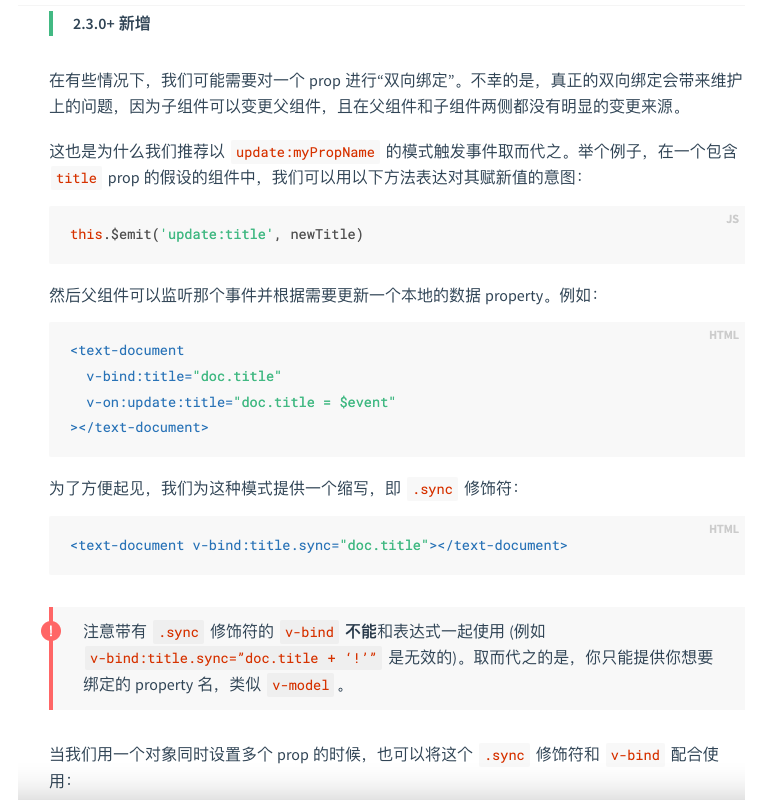 2.3.0+ 新增
在有些情况下，我们可能需要对一个 prop 进行“双向绑定”。不幸的是，真正的双向绑定会带来维护
上的问题，因为子组件可以变更父组件，且在父组件和子组件两侧都没有明显的变更来源。
这也是为什么我们推荐以 update:myPropName 的模式触发事件取而代之。举个例子，在一个包含
title prop 的假设的组件中，我们可以用以下方法表达对其赋新值的意图：
JS
this.$emit('update:title', newTitle)
然后父组件可以监听那个事件并根据需要更新一个本地的数据 property。例如：
HTML
<text-document
  v-bind:title="doc.title"
  v-on:update:title="doc.title = $event"
></text-document>
为了方便起见，我们为这种模式提供一个缩写，即 .sync 修饰符：
HTML
<text-document v-bind:title.sync="doc.title"></text-document>
!
注意带有 .sync 修饰符的 v-bind 不能和表达式一起使用 (例如
v-bind:title.sync=”doc.title + ‘!’” 是无效的)。取而代之的是，你只能提供你想要
绑定的 property 名，类似 v-model。
当我们用一个对象同时设置多个 prop 的时候，也可以将这个 .sync 修饰符和 v-bind 配合使
用：